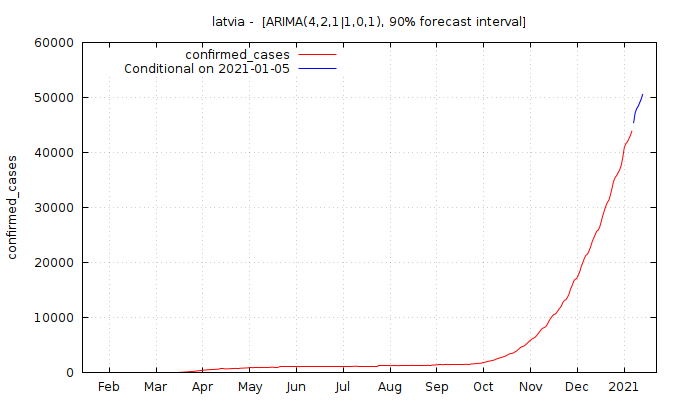 latvia -  [ARIMA(4,2,1|1,0,1), 90% forecast interval]
confirmed_cases
Conditional on 2021-01-05
60000
50000
40000
30000
20000
10000
0
confirmed_cases
Feb Mar Apr May Jun Jul Aug Sep Oct Nov Dec 2021